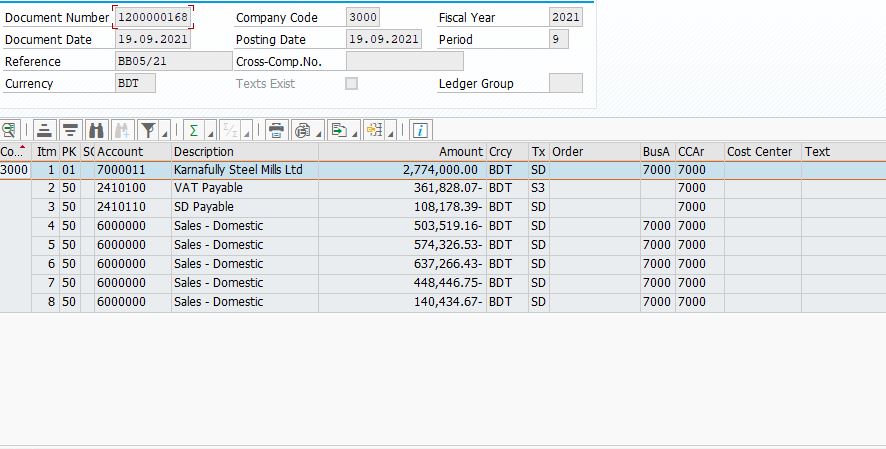 Document Number 1200000168 Company Code 3000 Fiscal Year 2021
Document Date 19.09.2021 Posting Date 19.09.2021 Period 9
Reference BB05/21 Cross-Comp.No.
Currency BDT Texts Exist Ledger Group
Co... Itm PK SG Account Description Amount Crcy Tx Order BusA CCAr Cost Center Text
3000 1 01 7000011 Karnafully Steel Mills Ltd 2,774,000.00 BDT SD 7000 7000
2 50 2410100 VAT Payable 361,828.07- BDT S3 7000
3 50 2410110 SD Payable 108,178.39- BDT SD 7000
4 50 6000000 Sales - Domestic 503,519.16- BDT SD 7000 7000
5 50 6000000 Sales - Domestic 574,326.53- BDT SD 7000 7000
6 50 6000000 Sales - Domestic 637,266.43- BDT SD 7000 7000
7 50 6000000 Sales - Domestic 448,446.75- BDT SD 7000 7000
8 50 6000000 Sales - Domestic 140,434.67- BDT SD 7000 7000